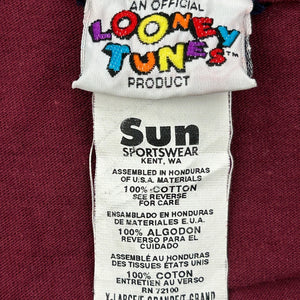 AN OFFICIAL
LOONEY
TUNES™
PRODUCT
Sun
SPORTSWEAR
KENT, WA
ASSEMBLED IN HONDURAS
OF U.S.A. MATERIALS
100% COTTON
SEE REVERSE
FOR CARE
ENSAMBLADO EN HONDURAS
DE MATERIALES E.U.A.
100% ALGODON
REVERSO PARA EL
CUIDADO
ASSEMBLÉ AU HONDURAS
DES TISSUES ÉTATS UNIS
100% COTON
ENTRETIEN AU VERSO
RN 72100
X-LARGE